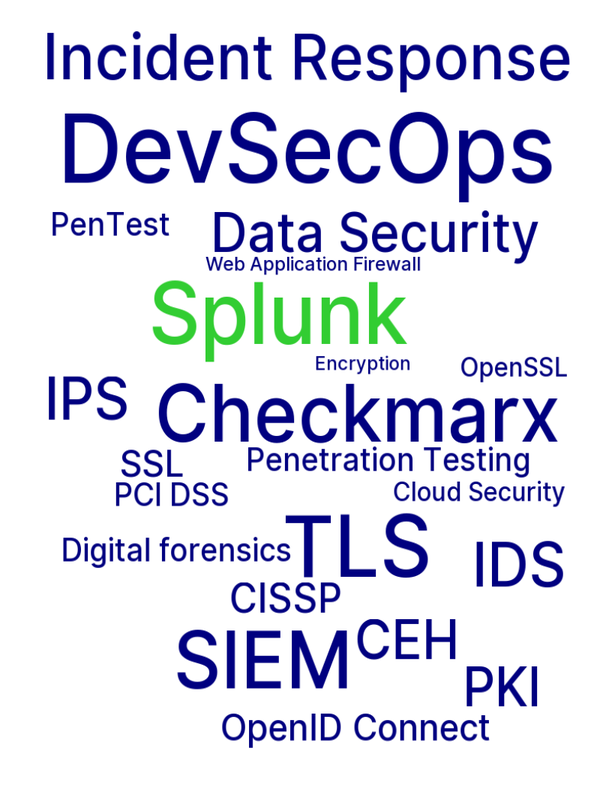 Incident Response
DevSecOps
PenTest
Data Security
Web Application Firewall
Splunk
Encryption
OpenSSL
IPS
Checkmarx
SSL
Penetration Testing
PCI DSS
Cloud Security
TLS
Digital forensics
IDS
CISSP
SIEM
CEH
PKI
OpenID Connect